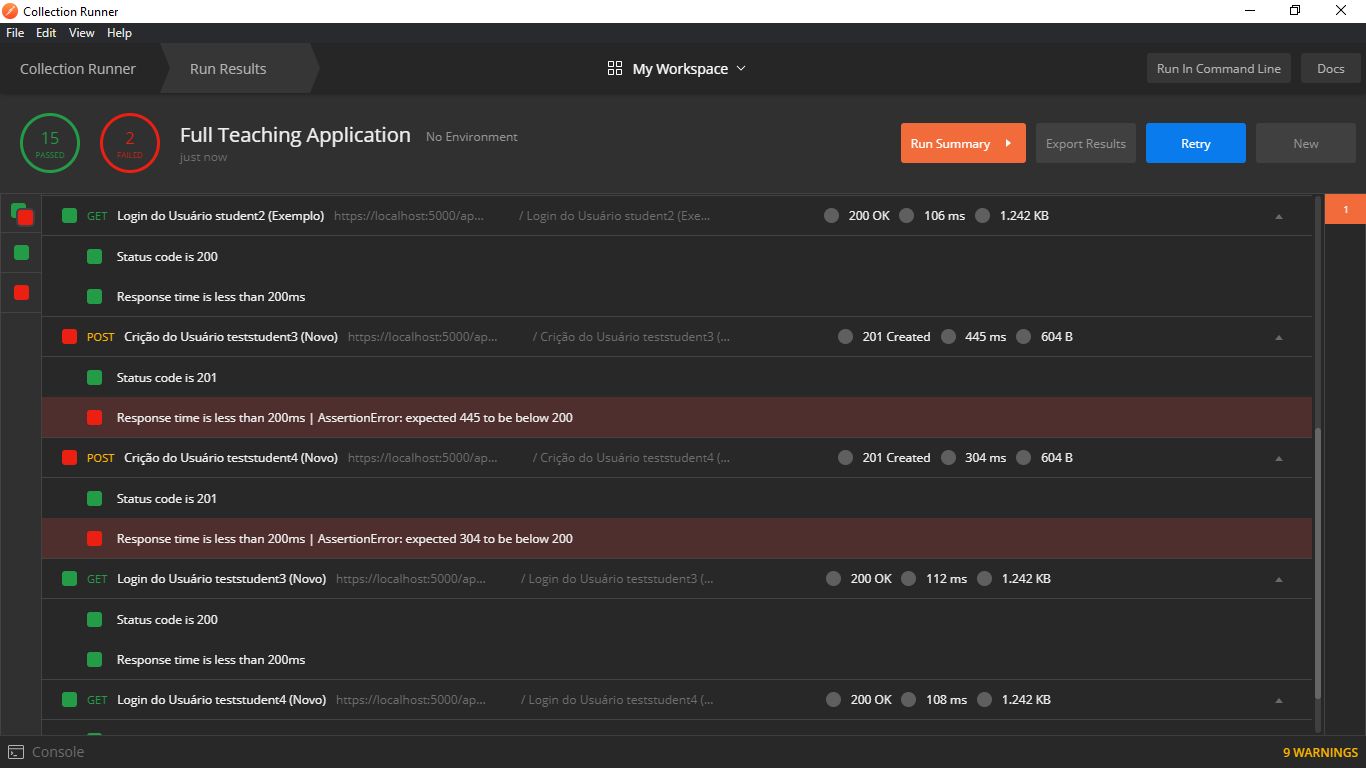 Collection Runner
File Edit View Help
Collection Runner Run Results My Workspace Run In Command Line Docs
15 PASSED
2 FAILED
Full Teaching Application No Environment
just now
Run Summary Export Results Retry New
1
GET Login do Usuário student2 (Exemplo) https://localhost:5000/ap... / Login do Usuário student2 (Exe... 200 OK 106 ms 1.242 KB
Status code is 200
Response time is less than 200ms
POST Crição do Usuário teststudent3 (Novo) https://localhost:5000/ap... / Crição do Usuário teststudent3 (... 201 Created 445 ms 604 B
Status code is 201
Response time is less than 200ms | AssertionError: expected 445 to be below 200
POST Crição do Usuário teststudent4 (Novo) https://localhost:5000/ap... / Crição do Usuário teststudent4 (... 201 Created 304 ms 604 B
Status code is 201
Response time is less than 200ms | AssertionError: expected 304 to be below 200
GET Login do Usuário teststudent3 (Novo) https://localhost:5000/ap... / Login do Usuário teststudent3 (... 200 OK 112 ms 1.242 KB
Status code is 200
Response time is less than 200ms
GET Login do Usuário teststudent4 (Novo) https://localhost:5000/ap... / Login do Usuário teststudent4 (... 200 OK 108 ms 1.242 KB
Console 9 WARNINGS